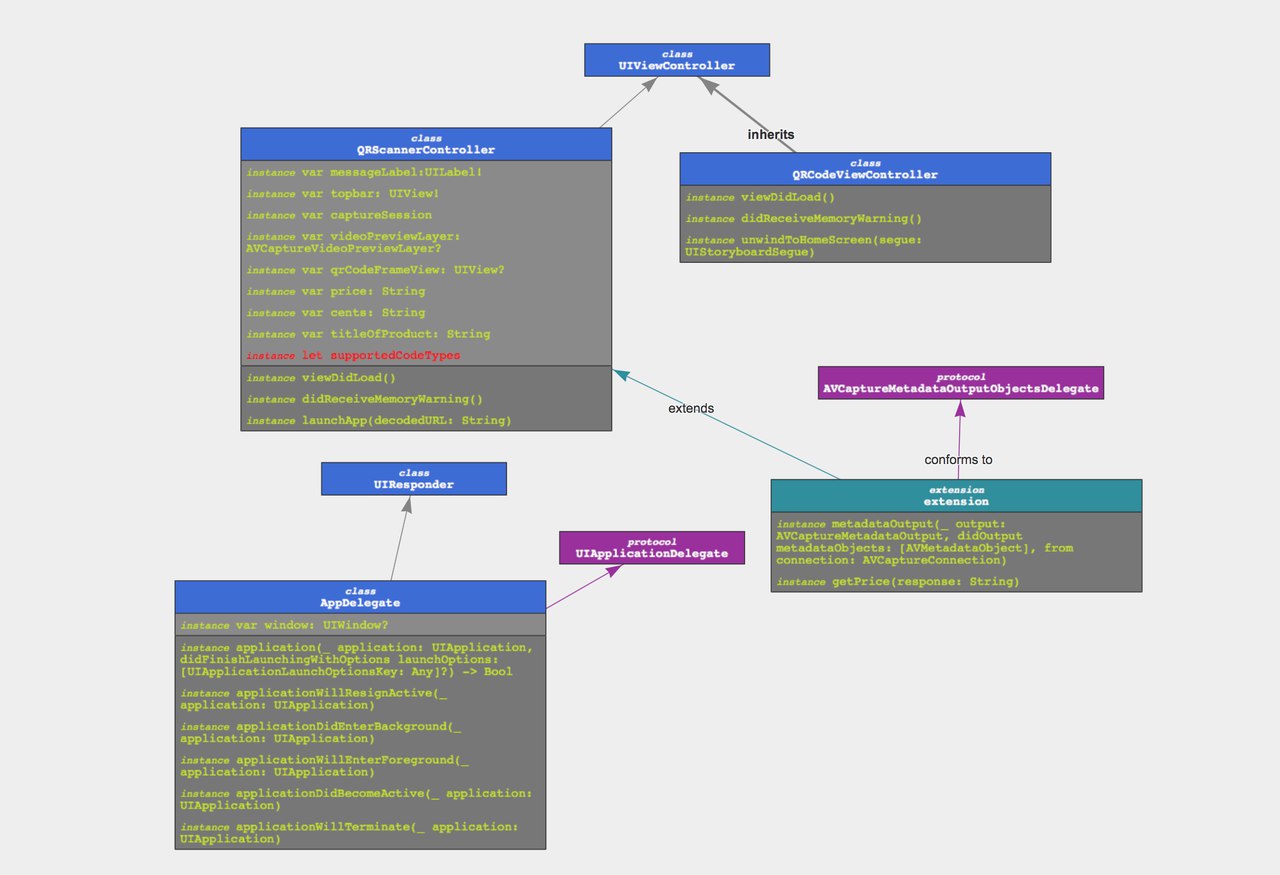 class
UIViewController
inherits
class
QRScannerController
instance var messageLabel:UILabel!
instance var topbar: UIView!
instance var captureSession
instance var videoPreviewLayer:
AVCaptureVideoPreviewLayer?
instance var qrCodeFrameView: UIView?
instance var price: String
instance var cents: String
instance var titleOfProduct: String
instance let supportedCodeTypes
instance viewDidLoad()
instance didReceiveMemoryWarning()
instance launchApp(decodedURL: String)
class
QRCodeViewController
instance viewDidLoad()
instance didReceiveMemoryWarning()
instance unwindToHomeScreen(segue:
UIStoryboardSegue)
extends
protocol
AVCaptureMetadataOutputObjectsDelegate
conforms to
extension
extension
instance metadataOutput(_ output:
AVCaptureMetadataOutput, didOutput
metadataObjects: [AVMetadataObject], from
connection: AVCaptureConnection)
instance getPrice(response: String)
class
UIResponder
protocol
UIApplicationDelegate
class
AppDelegate
instance var window: UIWindow?
instance application(_ application: UIApplication,
didFinishLaunchingWithOptions launchOptions:
[UIApplicationLaunchOptionsKey: Any]?) -> Bool
instance applicationWillResignActive(_
application: UIApplication)
instance applicationDidEnterBackground(_
application: UIApplication)
instance applicationWillEnterForeground(_
application: UIApplication)
instance applicationDidBecomeActive(_ application:
UIApplication)
instance applicationWillTerminate(_ application:
UIApplication)